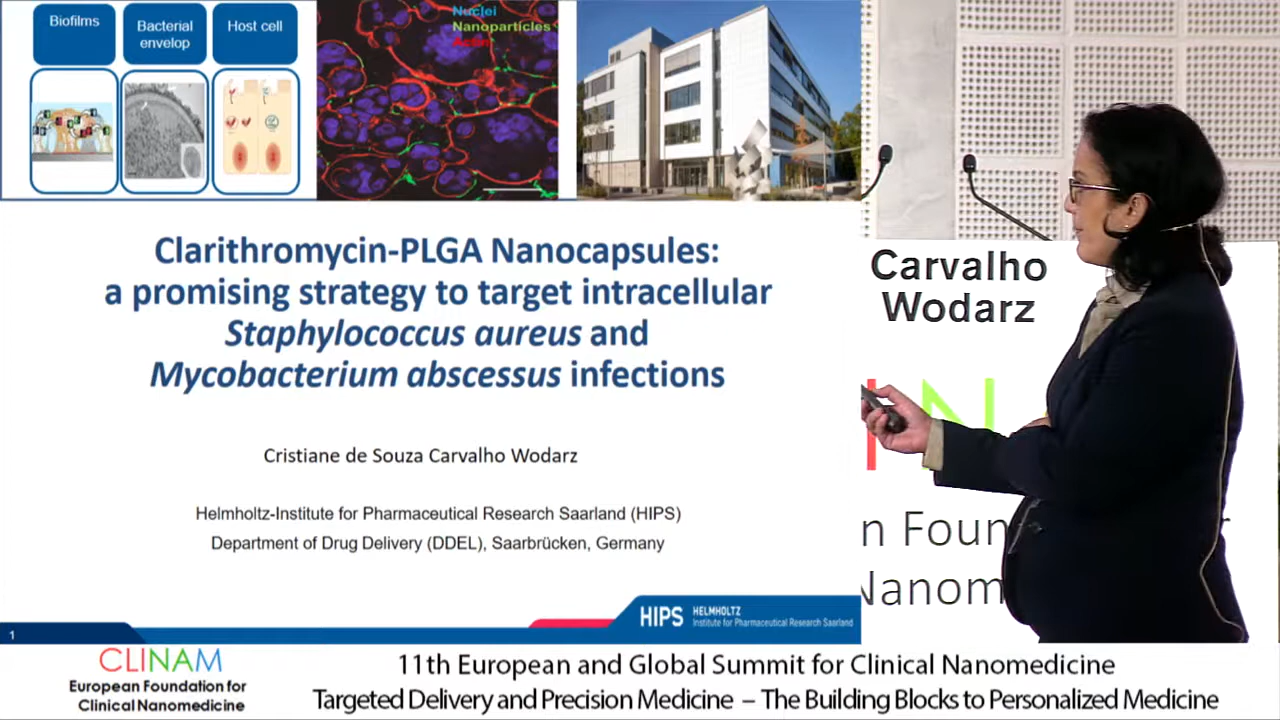 Biofilms
Bacterial
envelop
Host cell
Nuclei
Nanoparticles
Actin
Clarithromycin-PLGA Nanocapsules:
a promising strategy to target intracellular
Staphylococcus aureus and
Mycobacterium abscessus infections
Cristiane de Souza Carvalho Wodarz
Helmholtz-Institute for Pharmaceutical Research Saarland (HIPS)
Department of Drug Delivery (DDEL), Saarbrücken, Germany
HIPS HELMHOLTZ
Institute for Pharmaceutical Research Saarland
1
Carvalho
Wodarz
IN
n Foun
r
Nanom
CLINAM
European Foundation for
Clinical Nanomedicine
11th European and Global Summit for Clinical Nanomedicine
Targeted Delivery and Precision Medicine – The Building Blocks to Personalized Medicine